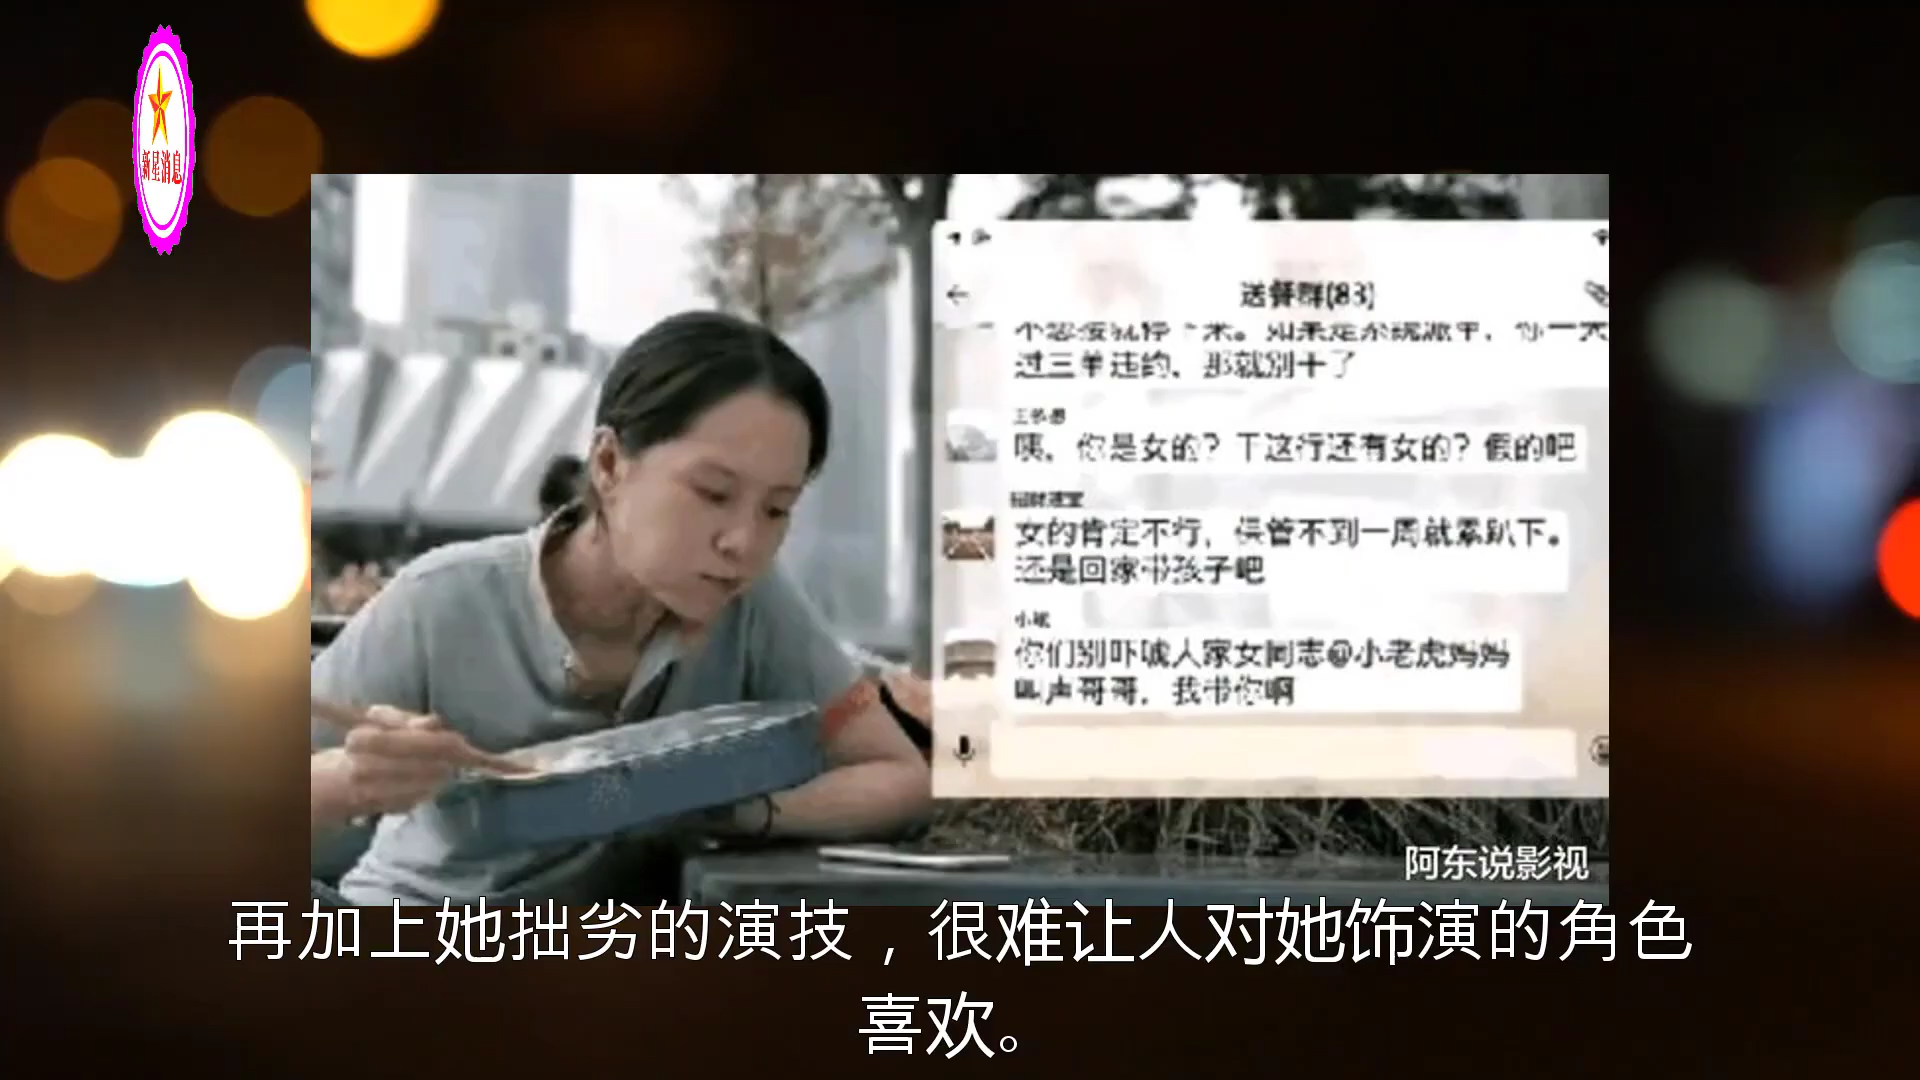 新星消息
送餐群(83)
过三单违约，那就别干了
咦，你是女的？干这行还有女的？假的吧
女的肯定不行，保管不到一周就累趴下。
还是回家带孩子吧
你们别吓唬人家女同志@小老虎妈妈
叫声哥哥，我带你啊
阿东说影视
再加上她拙劣的演技，很难让人对她饰演的角色
喜欢。